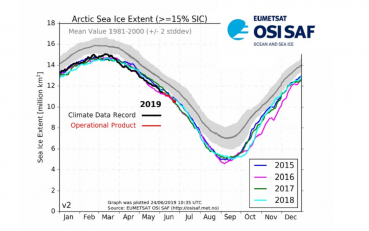 Arctic Sea Ice Extent (>=15% SIC)
EUMETSAT
OSI SAF
OCEAN AND SEA ICE
Mean Value 1981-2000 (+/- 2 stddev)
Sea Ice Extent [million km²]
18
16
14
12
10
8
6
4
2
0
2019
Climate Data Record
Operational Product
2015
2016
2017
2018
v2
Graph was plotted 24/06/2019 10:35 UTC
Source: EUMETSAT OSI SAF (http://osisaf.met.no)
Jan Feb Mar Apr May Jun Jul Aug Sep Oct Nov Dec